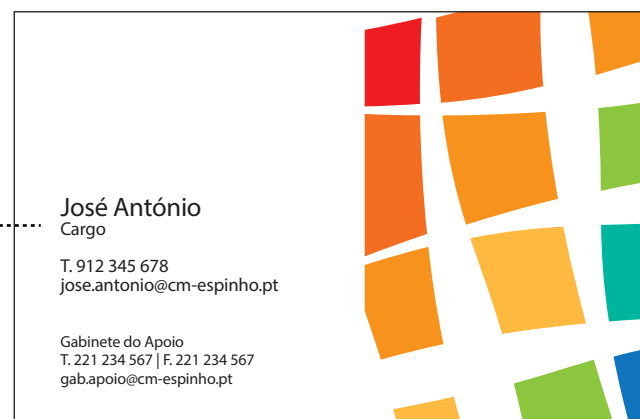 José António
Cargo
T. 912 345 678
jose.antonio@cm-espinho.pt
Gabinete do Apoio
T. 221 234 567 | F. 221 234 567
gab.apoio@cm-espinho.pt